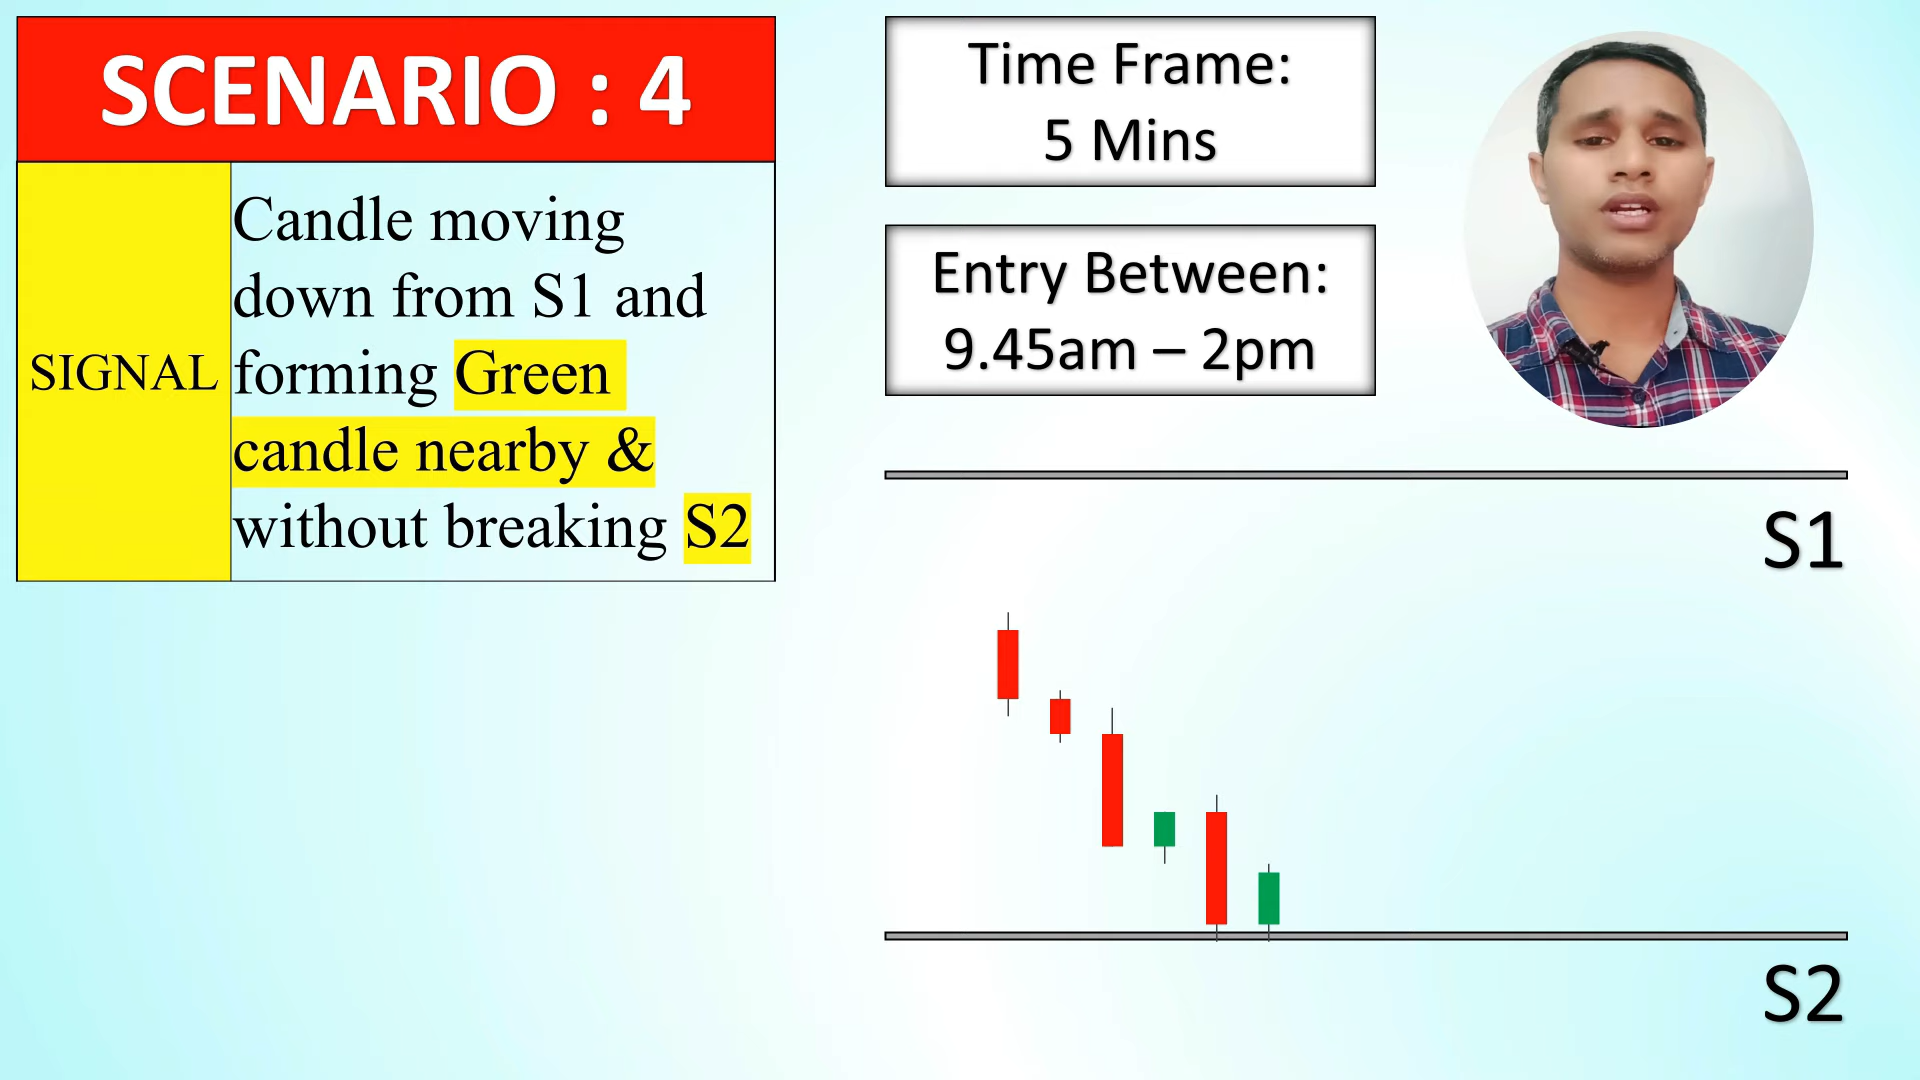 SCENARIO : 4
SIGNAL
Candle moving
down from S1 and
forming Green
candle nearby &
without breaking S2
Time Frame:
5 Mins
Entry Between:
9.45am – 2pm
S1
S2